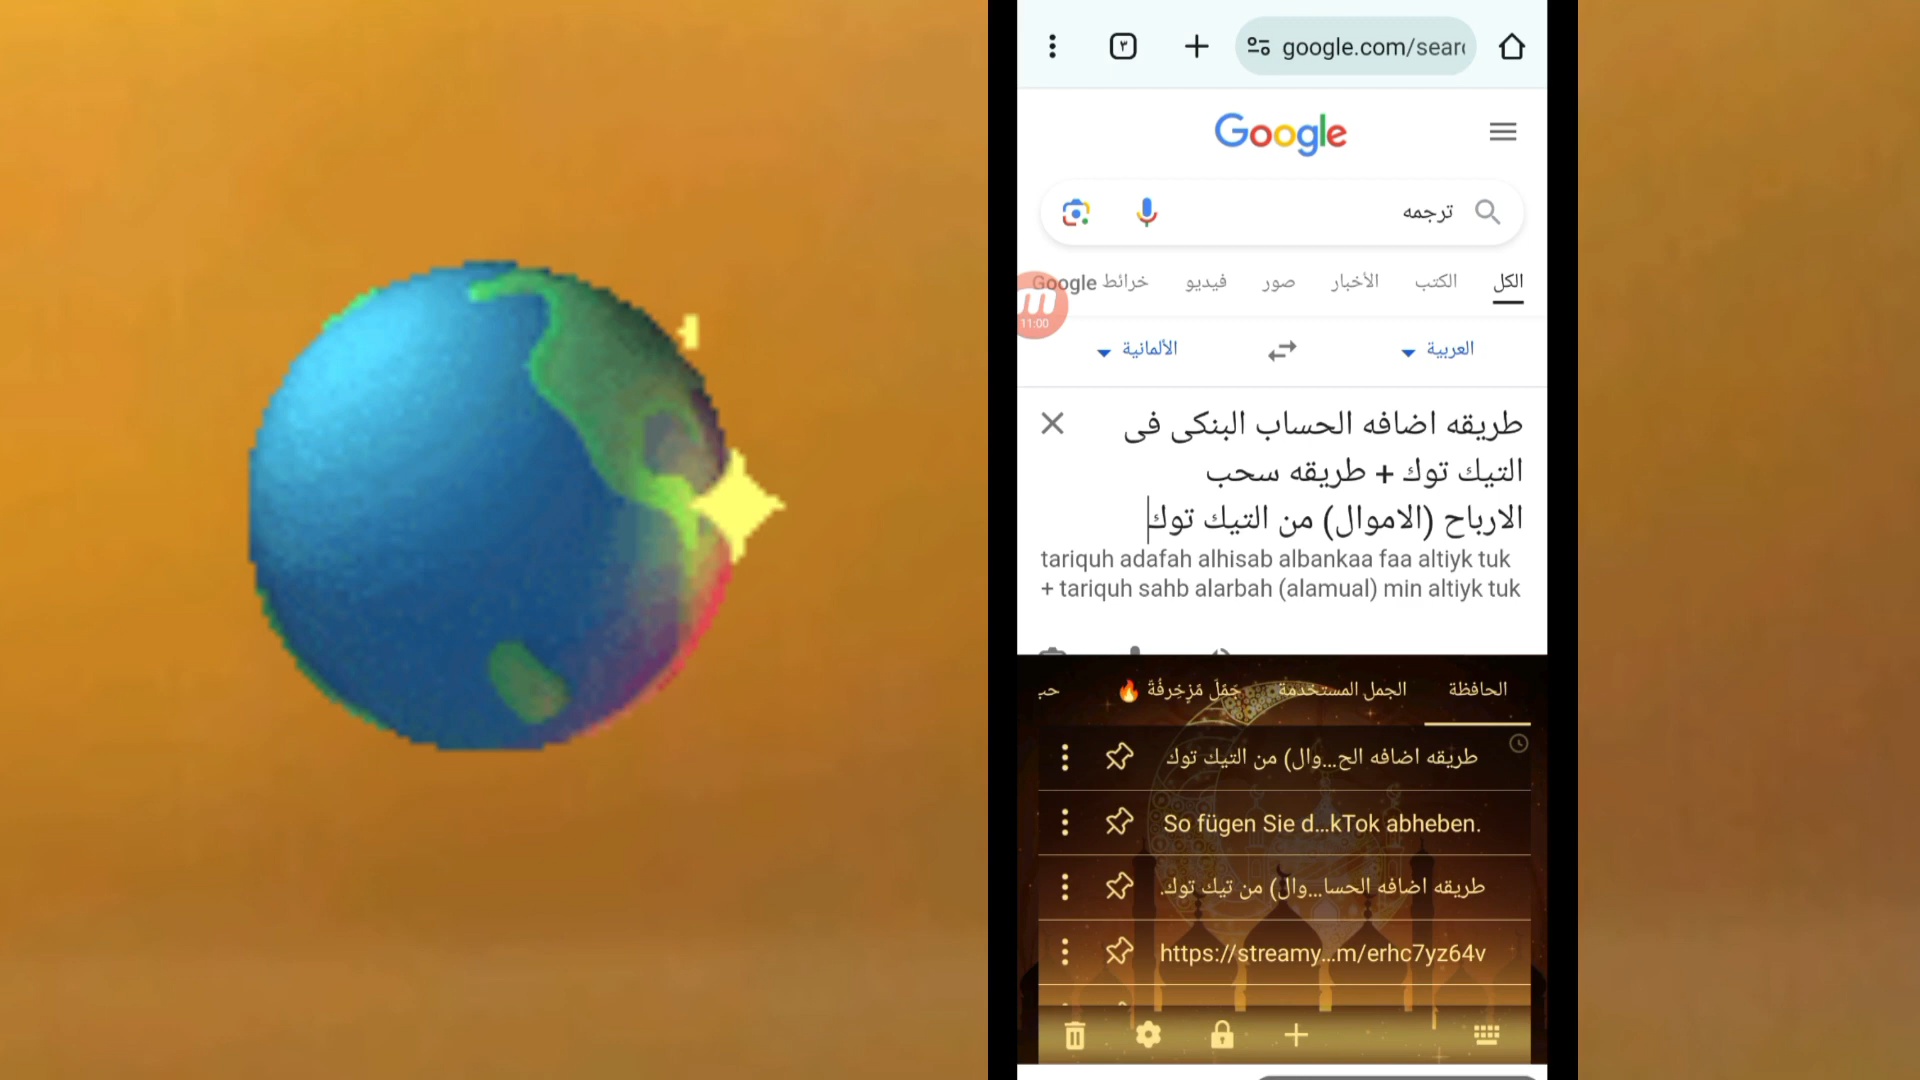 ٣
google.com/sear
Google
ترجمه
الكل
الكتب
الأخبار
صور
فيديو
خرائط Google
11:00
العربية
الألمانية
طريقه اضافه الحساب البنكى فى
التيك توك + طريقه سحب
الارباح (الاموال) من التيك توك
tariquh adafah alhisab albankaa faa altiyk tuk
+ tariquh sahb alarbah (alamual) min altiyk tuk
الحافظة
الجمل المستخدمة
طريقه اضافه الح...وال) من التيك توك
So fügen Sie d...kTok abheben.
طريقه اضافه الحسا...وال) من تيك توك.
https://streamy...m/erhc7yz64v